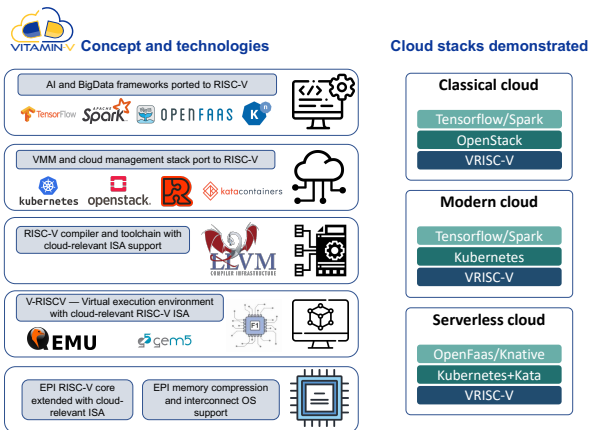 VITAMIN-V
Concept and technologies
Cloud stacks demonstrated
AI and BigData frameworks ported to RISC-V
TensorFlow
APACHE
Spark
OPENFAAS
K n
VMM and cloud management stack port to RISC-V
kubernetes
openstack.
R
katacontainers
RISC-V compiler and toolchain with
cloud-relevant ISA support
LLVM
COMPILER INFRASTRUCTURE
V-RISCV — Virtual execution environment
with cloud-relevant RISC-V ISA
QEMU
gem5
F1
EPI RISC-V core
extended with cloud-
relevant ISA
EPI memory compression
and interconnect OS
support
Classical cloud
Tensorflow/Spark
OpenStack
VRISC-V
Modern cloud
Tensorflow/Spark
Kubernetes
VRISC-V
Serverless cloud
OpenFaas/Knative
Kubernetes+Kata
VRISC-V